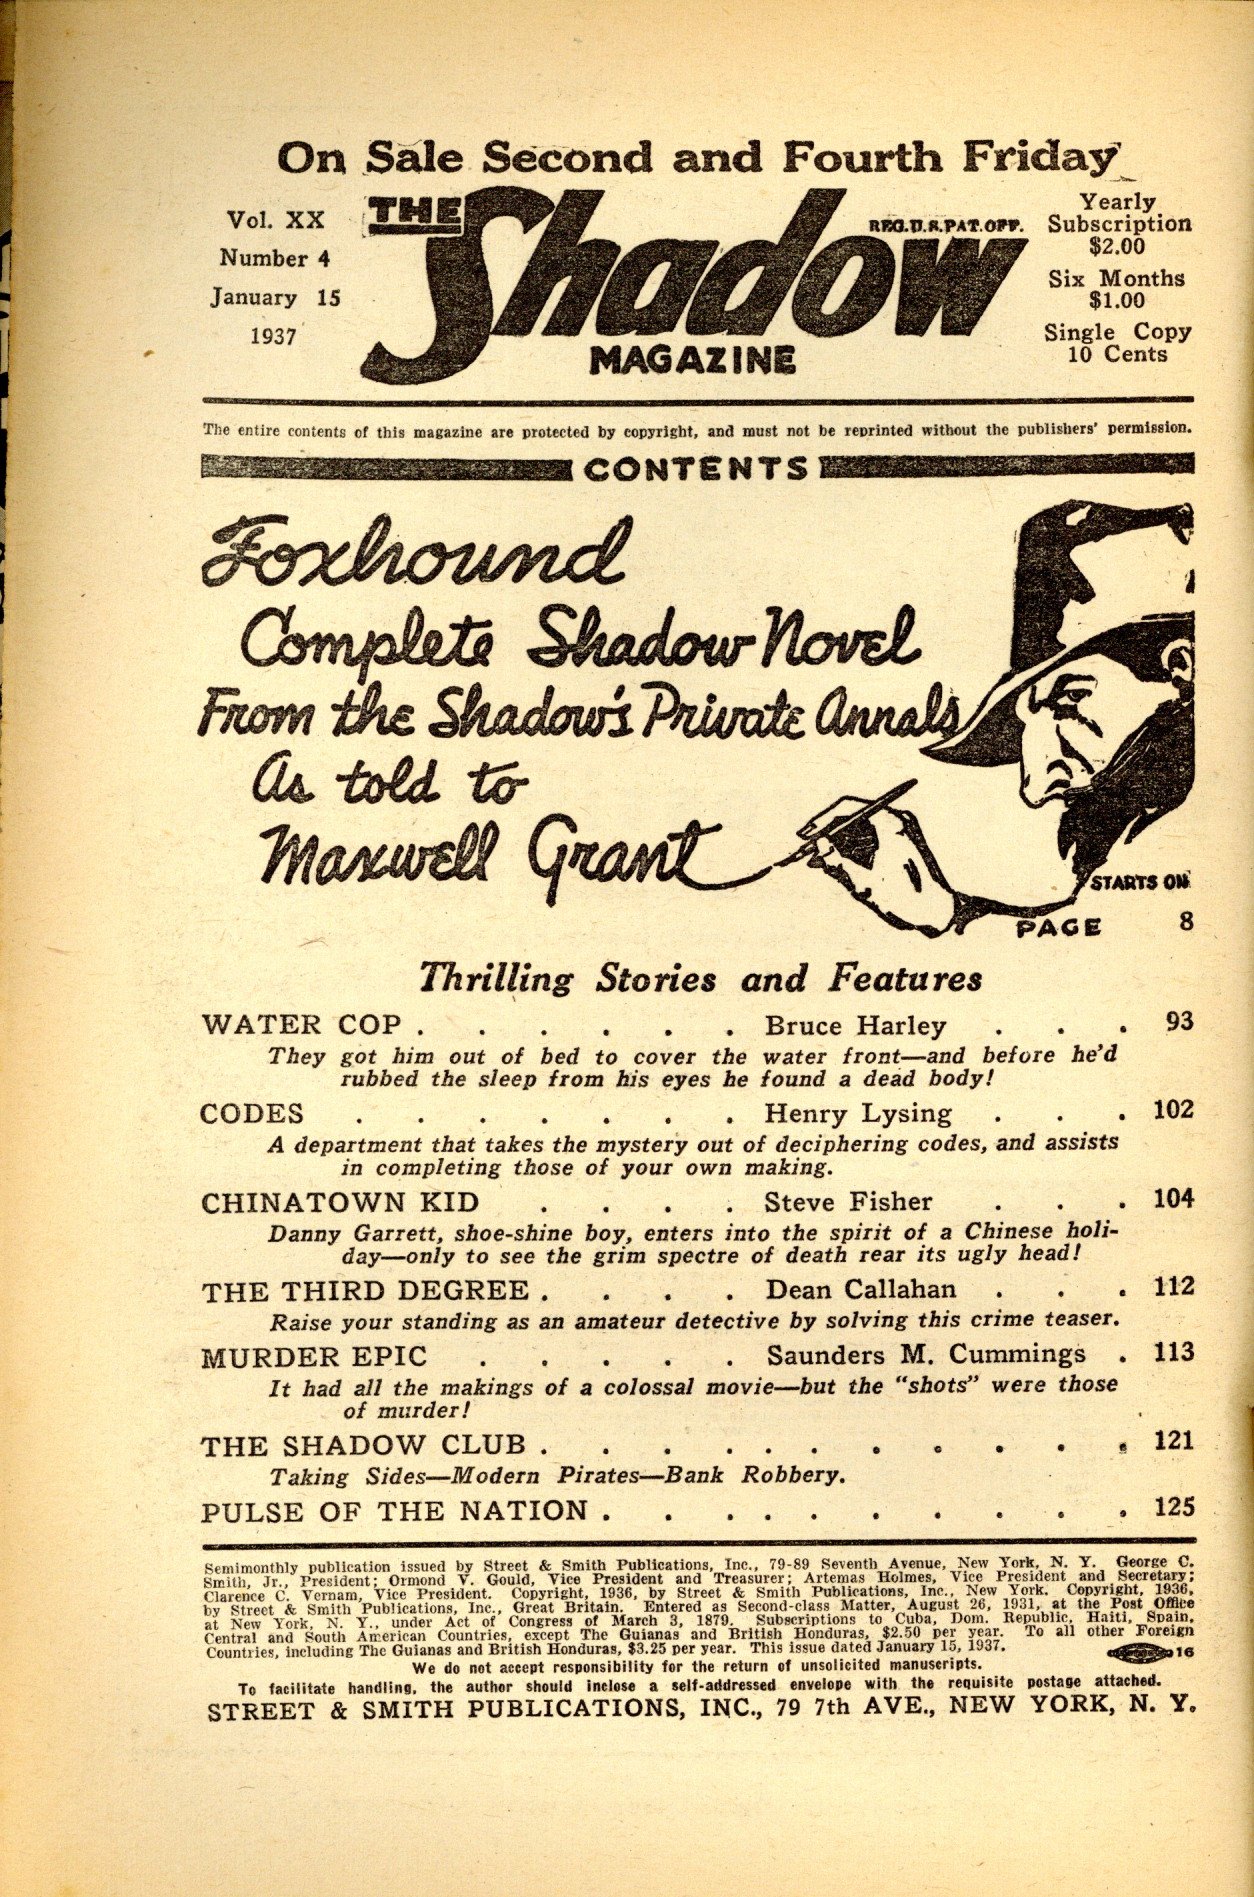 On Sale Second and Fourth Friday
Vol. XX
Number 4
January 15
1937
THE Shadow
REG.U.S.PAT.OFF.
MAGAZINE
Yearly
Subscription
$2.00
Six Months
$1.00
Single Copy
10 Cents
The entire contents of this magazine are protected by copyright, and must not be reprinted without the publishers' permission.
CONTENTS
Foxhound
Complete Shadow Novel
From the Shadow's Private Annals
As told to
Maxwell Grant
STARTS ON
PAGE 8
Thrilling Stories and Features
WATER COP . . . . . . Bruce Harley . . . 93
They got him out of bed to cover the water front—and before he'd
rubbed the sleep from his eyes he found a dead body!
CODES . . . . . . . Henry Lysing . . . 102
A department that takes the mystery out of deciphering codes, and assists
in completing those of your own making.
CHINATOWN KID . . . . Steve Fisher . . . 104
Danny Garrett, shoe-shine boy, enters into the spirit of a Chinese holi-
day—only to see the grim spectre of death rear its ugly head!
THE THIRD DEGREE . . . . Dean Callahan . . . 112
Raise your standing as an amateur detective by solving this crime teaser.
MURDER EPIC . . . . . Saunders M. Cummings . 113
It had all the makings of a colossal movie—but the "shots" were those
of murder!
THE SHADOW CLUB . . . . . . . . . . . 121
Taking Sides—Modern Pirates—Bank Robbery.
PULSE OF THE NATION . . . . . . . . . . 125
Semimonthly publication issued by Street & Smith Publications, Inc., 79-89 Seventh Avenue, New York, N. Y. George C.
Smith, Jr., President; Ormond V. Gould, Vice President and Treasurer; Artemas Holmes, Vice President and Secretary;
Clarence C. Vernam, Vice President. Copyright, 1936, by Street & Smith Publications, Inc., New York. Copyright, 1936,
by Street & Smith Publications, Inc., Great Britain. Entered as Second-class Matter, August 26, 1931, at the Post Office
at New York, N. Y., under Act of Congress of March 3, 1879. Subscriptions to Cuba, Dom. Republic, Haiti, Spain,
Central and South American Countries, except The Guianas and British Honduras, $2.50 per year. To all other Foreign
Countries, including The Guianas and British Honduras, $3.25 per year. This issue dated January 15, 1937.
16
We do not accept responsibility for the return of unsolicited manuscripts.
To facilitate handling, the author should inclose a self-addressed envelope with the requisite postage attached.
STREET & SMITH PUBLICATIONS, INC., 79 7th AVE., NEW YORK, N. Y.